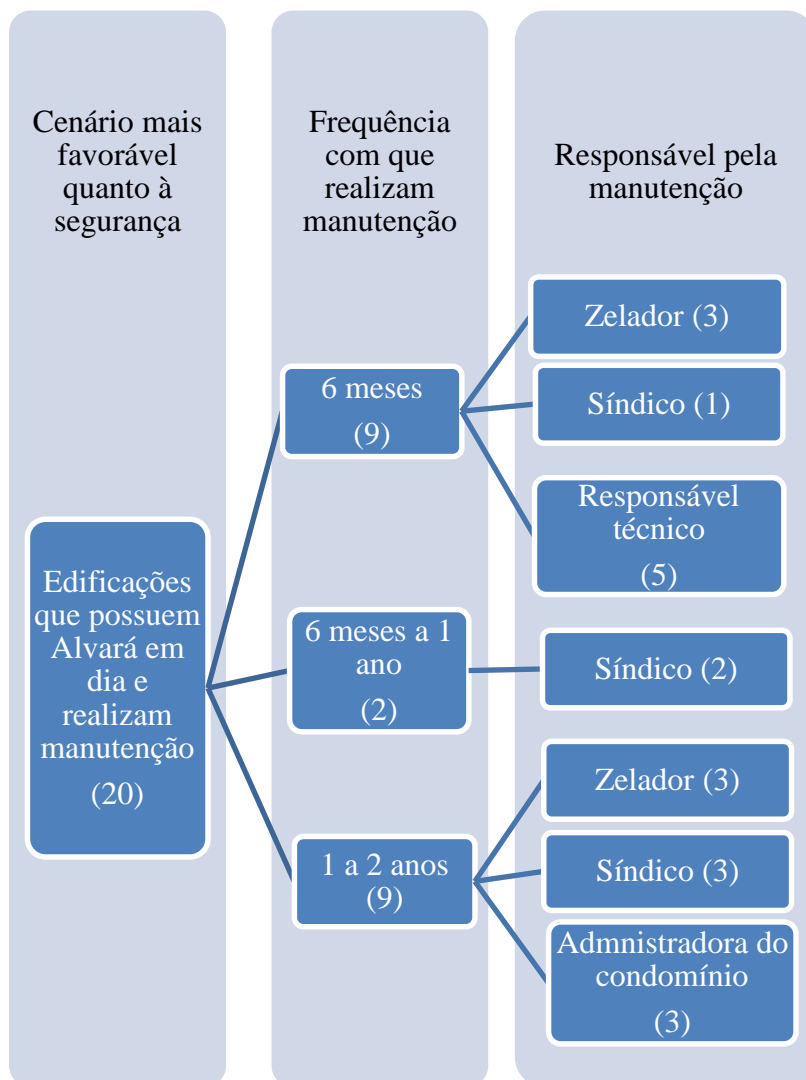 Cenário mais
favorável
quanto à
segurança
Edificações
que possuem
Alvará em
dia e
realizam
manutenção
(20)
Frequência
com que
realizam
manutenção
6 meses
(9)
6 meses a 1
ano
(2)
1 a 2 anos
(9)
Responsável pela
manutenção
Zelador (3)
Síndico (1)
Responsável
técnico
(5)
Síndico (2)
Zelador (3)
Síndico (3)
Admnistradora do
condomínio
(3)